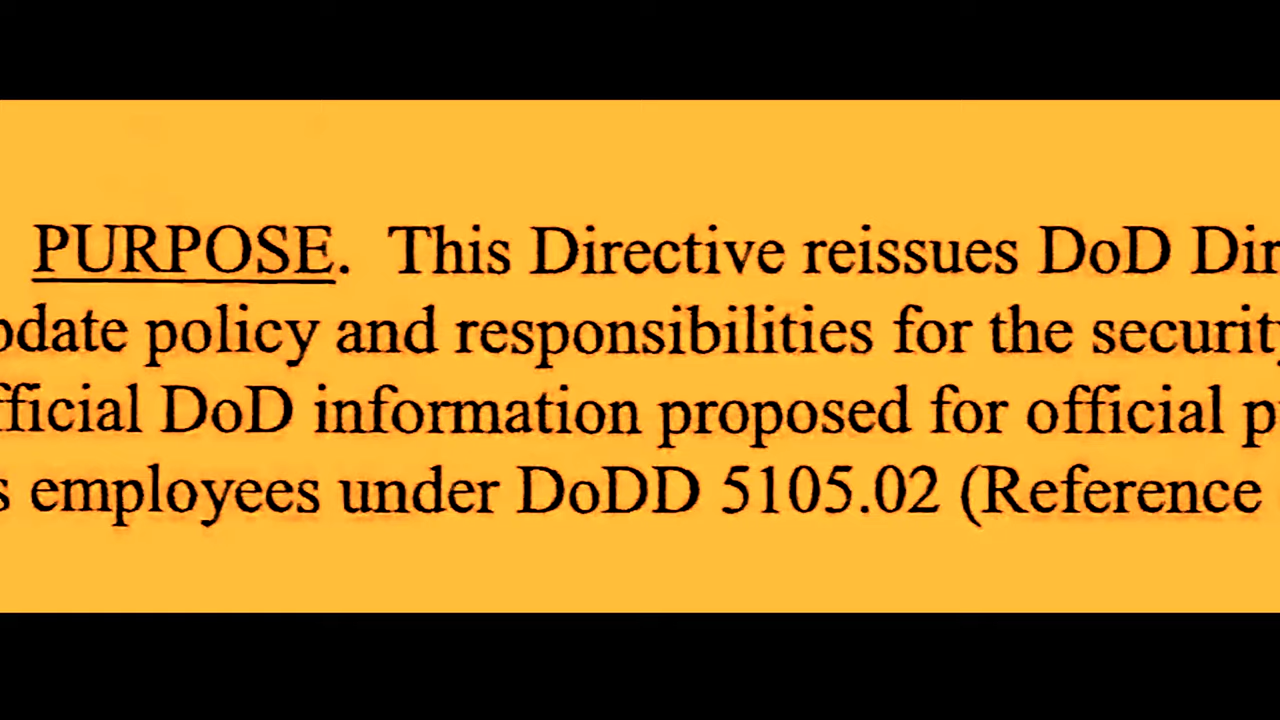 PURPOSE. This Directive reissues DoD Dir
pdate policy and responsibilities for the security
fficial DoD information proposed for official p
s employees under DoDD 5105.02 (Reference